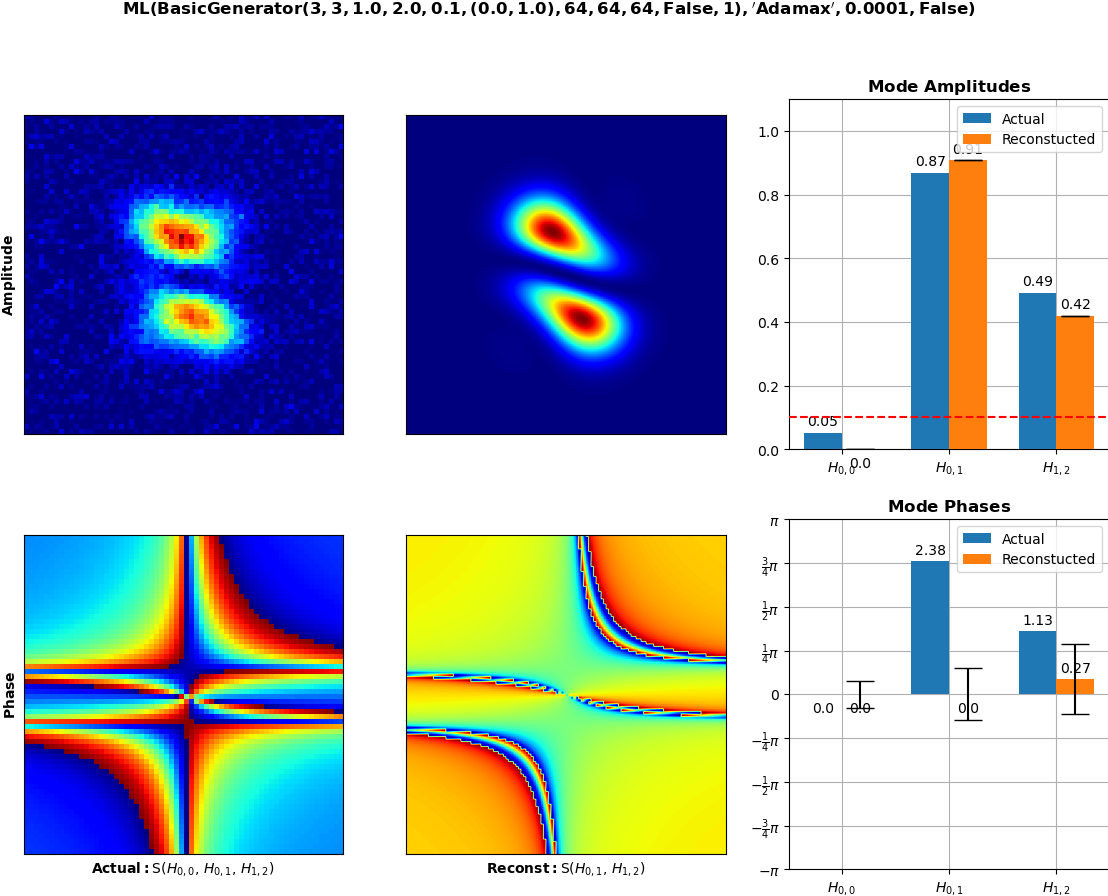 ML(BasicGenerator(3, 3, 1.0, 2.0, 0.1, (0.0, 1.0), 64, 64, 64, False, 1), ′Adamax′, 0.0001, False)
Amplitude
Mode Amplitudes
Actual
Reconstucted
1.0
0.8
0.6
0.4
0.2
0.0
0.05
0.0
0.87
0.91
0.49
0.42
H0,0
H0,1
H1,2
Phase
Actual: S(H0,0, H0,1, H1,2)
Reconst: S(H0,1, H1,2)
Mode Phases
Actual
Reconstucted
π
3/4π
1/2π
1/4π
0
−1/4π
−1/2π
−3/4π
−π
0.0
0.0
2.38
0.0
1.13
0.27
H0,0
H0,1
H1,2